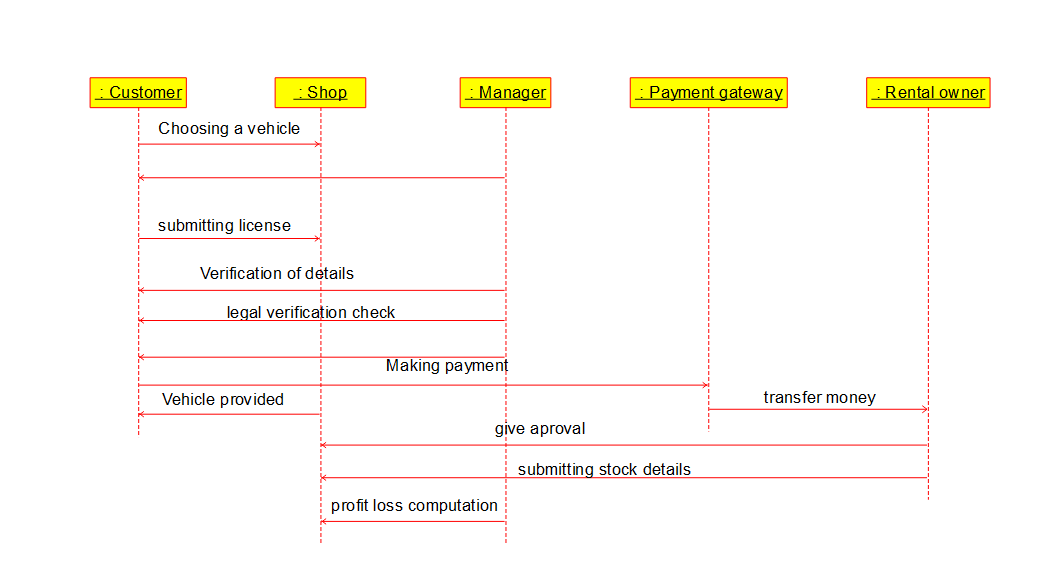 : Customer
: Shop
: Manager
: Payment gateway
: Rental owner
Choosing a vehicle
submitting license
Verification of details
legal verification check
Making payment
Vehicle provided
transfer money
give aproval
submitting stock details
profit loss computation